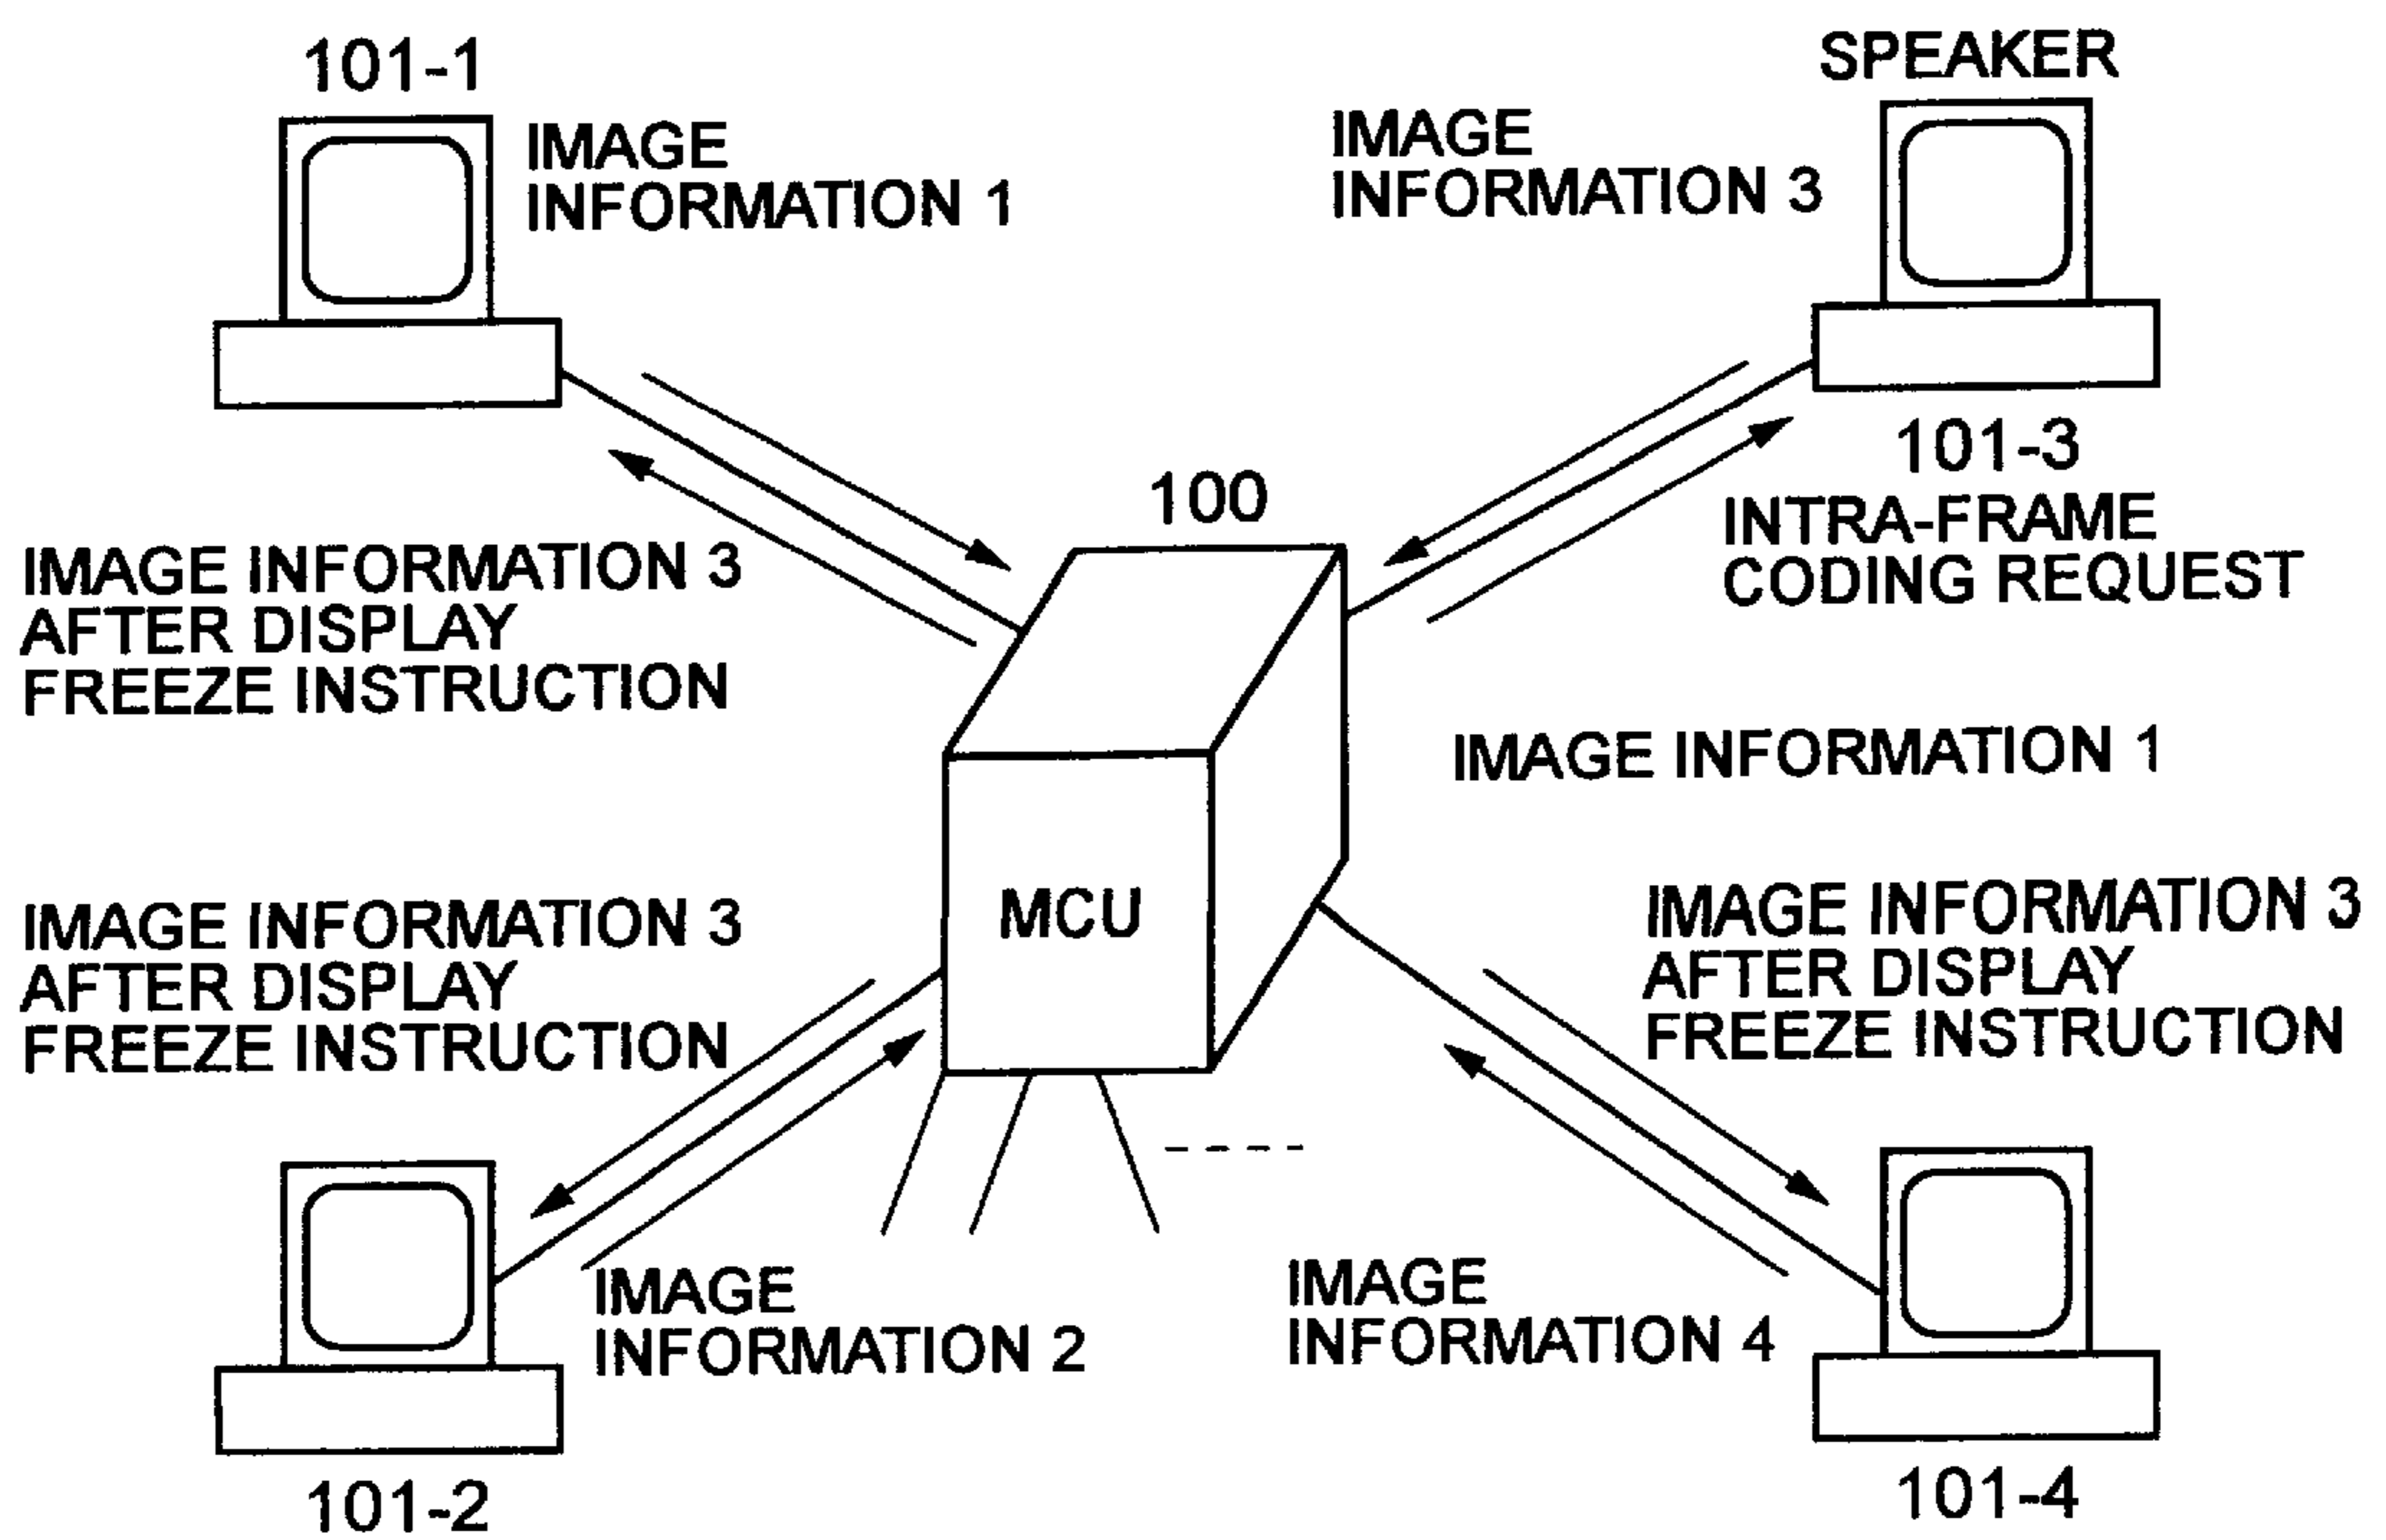 101-1
IMAGE
INFORMATION 1
SPEAKER
IMAGE
INFORMATION 3
101-3
INTRA-FRAME
CODING REQUEST
100
IMAGE INFORMATION 3
AFTER DISPLAY
FREEZE INSTRUCTION
IMAGE INFORMATION 1
MCU
IMAGE INFORMATION 3
AFTER DISPLAY
FREEZE INSTRUCTION
IMAGE INFORMATION 3
AFTER DISPLAY
FREEZE INSTRUCTION
IMAGE
INFORMATION 2
IMAGE
INFORMATION 4
101-2
101-4